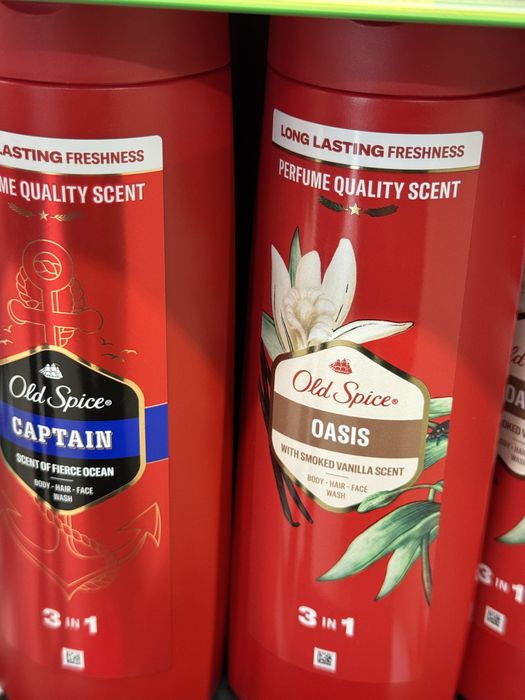 LASTING FRESHNESS
ME QUALITY SCENT
Old Spice®
CAPTAIN
SCENT OF FIERCE OCEAN
BODY - HAIR - FACE
WASH
3 IN 1
LONG LASTING FRESHNESS
PERFUME QUALITY SCENT
Old Spice®
OASIS
WITH SMOKED VANILLA SCENT
BODY - HAIR - FACE
WASH
3 IN 1
OA
3 IN 1